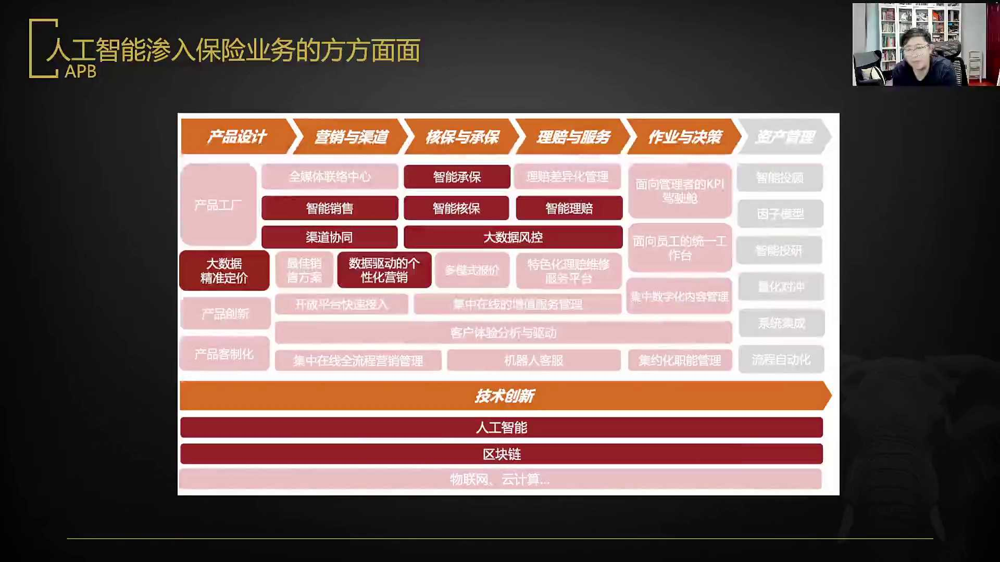 人工智能渗入保险业务的方方面面
APB
产品设计
营销与渠道
核保与承保
理赔与服务
作业与决策
资产管理
产品工厂
全媒体联络中心
智能承保
理赔差异化管理
面向管理者的KPI
驾驶舱
智能投顾
智能销售
智能核保
智能理赔
因子模型
渠道协同
大数据风控
面向员工的统一工
作台
智能投研
大数据
精准定价
最佳销
售方案
数据驱动的个
性化营销
多模式报价
特色化理赔维修
服务平台
集中数字化内容管理
量化对冲
产品创新
开放平台快速接入
集中在线的增值服务管理
客户体验分析与驱动
系统集成
产品客制化
集中在线全流程营销管理
机器人客服
集约化职能管理
流程自动化
技术创新
人工智能
区块链
物联网、云计算...